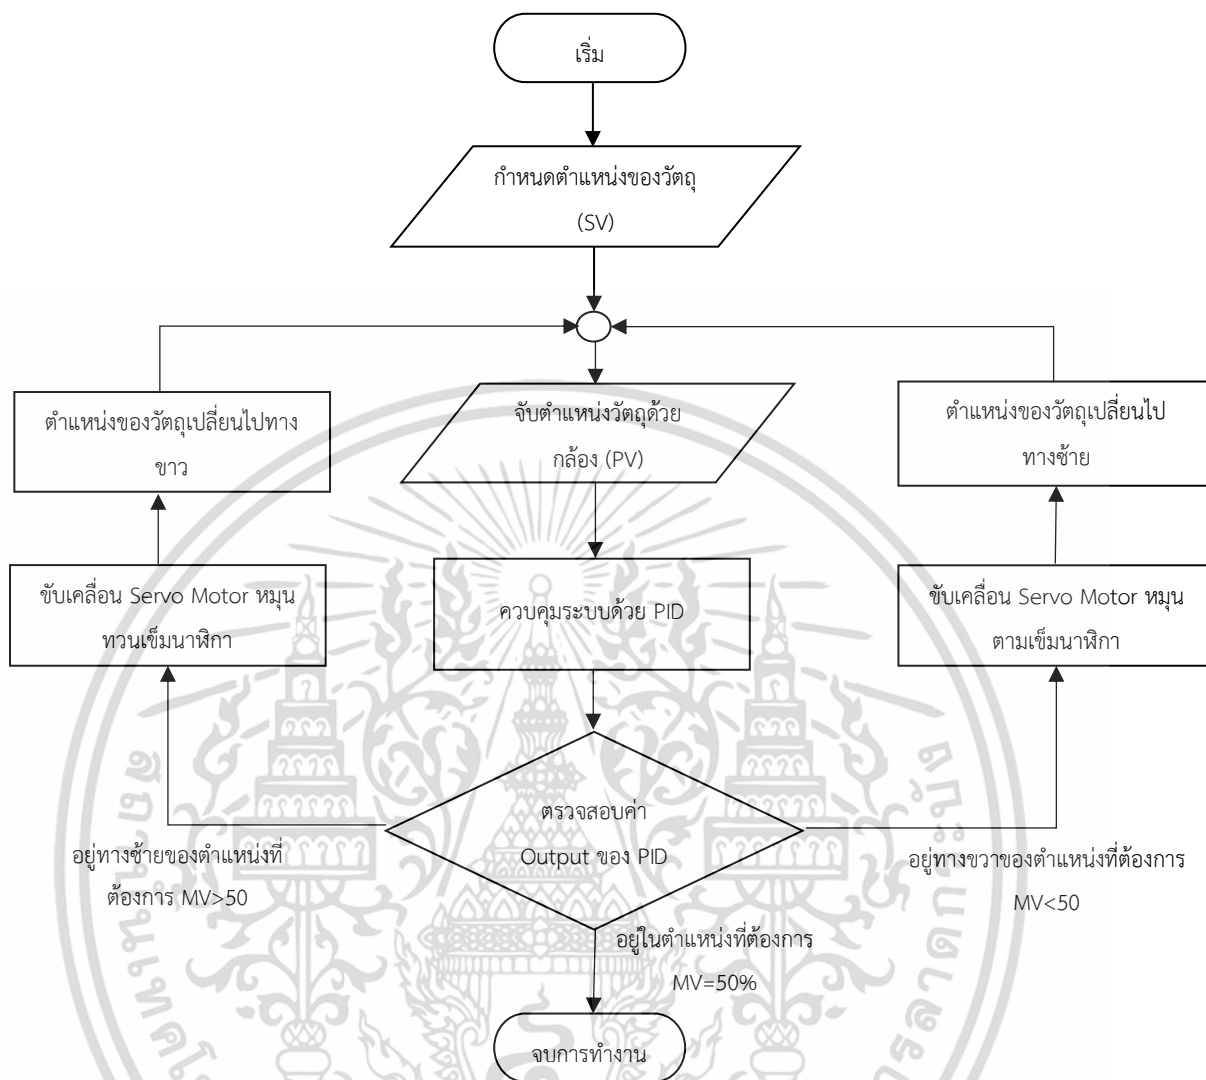 เริ่ม
กำหนดตำแหน่งของวัตถุ
(SV)
ตำแหน่งของวัตถุเปลี่ยนไปทาง
ขาว
จับตำแหน่งวัตถุด้วย
กล้อง (PV)
ตำแหน่งของวัตถุเปลี่ยนไป
ทางซ้าย
ขับเคลื่อน Servo Motor หมุน
ทวนเข็มนาฬิกา
ควบคุมระบบด้วย PID
ขับเคลื่อน Servo Motor หมุน
ตามเข็มนาฬิกา
ตรวจสอบค่า
Output ของ PID
อยู่ทางซ้ายของตำแหน่งที่
ต้องการ MV>50
อยู่ทางขวาของตำแหน่งที่ต้องการ
MV<50
อยู่ในตำแหน่งที่ต้องการ
MV=50%
จบการทำงาน